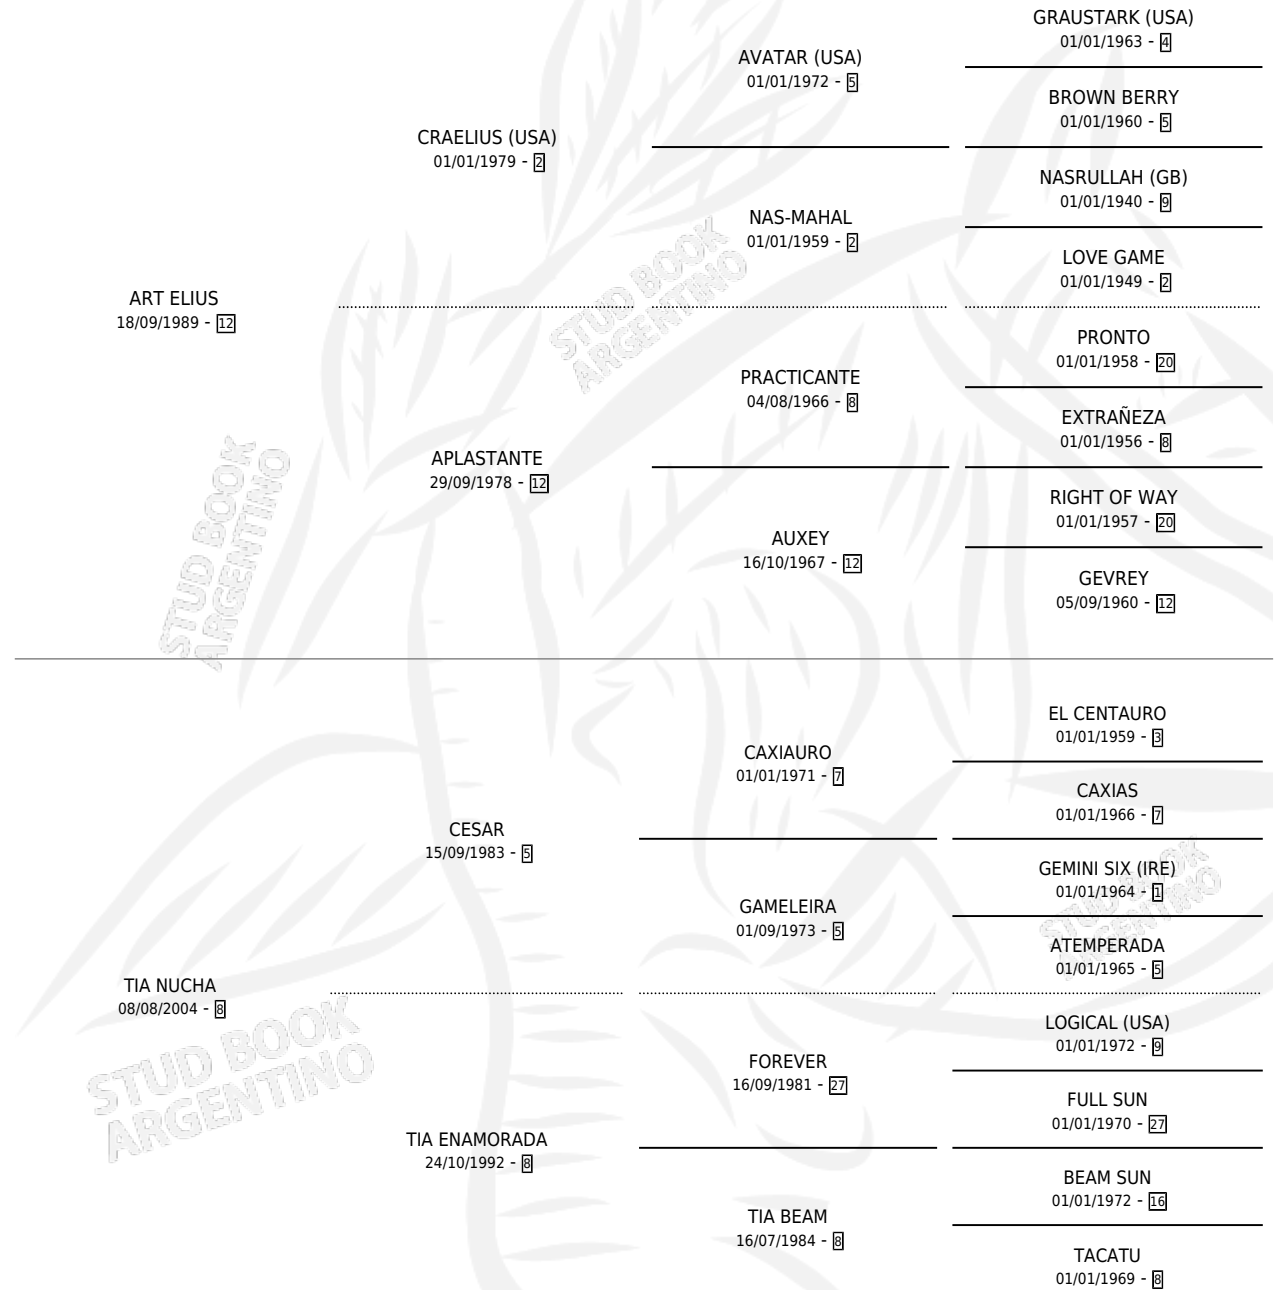 GRAUSTARK (USA)
01/01/1963 - 4
AVATAR (USA)
01/01/1972 - 5
BROWN BERRY
01/01/1960 - 5
CRAELIUS (USA)
01/01/1979 - 2
NASRULLAH (GB)
01/01/1940 - 9
NAS-MAHAL
01/01/1959 - 2
LOVE GAME
01/01/1949 - 2
ART ELIUS
18/09/1989 - 12
PRONTO
01/01/1958 - 20
PRACTICANTE
04/08/1966 - 8
EXTRAÑEZA
01/01/1956 - 8
APLASTANTE
29/09/1978 - 12
RIGHT OF WAY
01/01/1957 - 20
AUXEY
16/10/1967 - 12
GEVREY
05/09/1960 - 12
EL CENTAURO
01/01/1959 - 3
CAXIAURO
01/01/1971 - 7
CAXIAS
01/01/1966 - 7
CESAR
15/09/1983 - 5
GEMINI SIX (IRE)
01/01/1964 - 1
GAMELEIRA
01/09/1973 - 5
ATEMPERADA
01/01/1965 - 5
TIA NUCHA
08/08/2004 - 8
LOGICAL (USA)
01/01/1972 - 9
FOREVER
16/09/1981 - 27
FULL SUN
01/01/1970 - 27
TIA ENAMORADA
24/10/1992 - 8
BEAM SUN
01/01/1972 - 16
TIA BEAM
16/07/1984 - 8
TACATU
01/01/1969 - 8
STUD BOOK
ARGENTINO
STUD BOOK
ARGENTINO
STUD BOOK
ARGENTINO
STUD BOOK
ARGENTINO